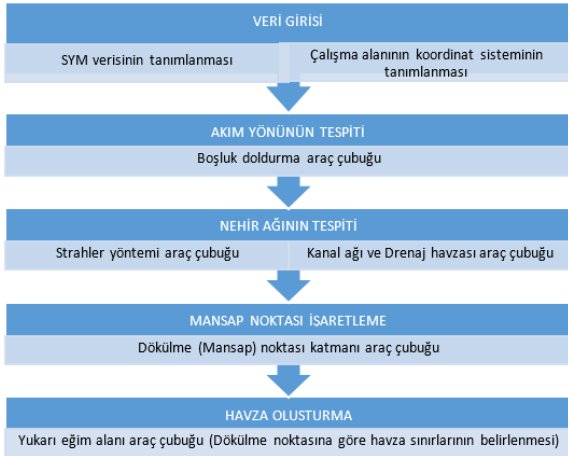 VERİ GİRİSİ
SYM verisinin tanımlanması
Çalışma alanının koordinat sisteminin
tanımlanması
AKIM YÖNÜNÜN TESPİTİ
Boşluk doldurma araç çubuğu
NEHİR AĞININ TESPİTİ
Strahler yöntemi araç çubuğu
Kanal ağı ve Drenaj havzası araç çubuğu
MANSAP NOKTASI İŞARETLEME
Dökülme (Mansap) noktası katmanı araç çubuğu
HAVZA OLUSTURMA
Yukarı eğim alanı araç çubuğu (Dökülme noktasına göre havza sınırlarının belirlenmesi)